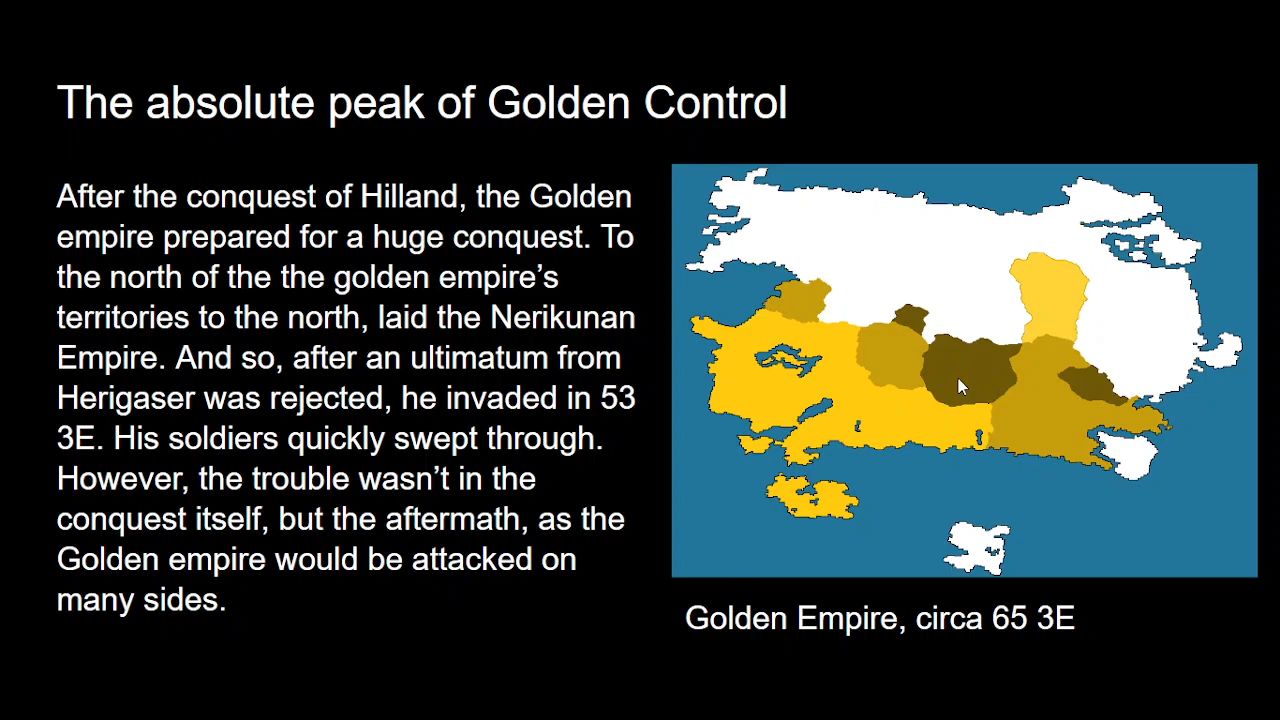 The absolute peak of Golden Control
After the conquest of Hilland, the Golden
empire prepared for a huge conquest. To
the north of the the golden empire’s
territories to the north, laid the Nerikunan
Empire. And so, after an ultimatum from
Herigaser was rejected, he invaded in 53
3E. His soldiers quickly swept through.
However, the trouble wasn’t in the
conquest itself, but the aftermath, as the
Golden empire would be attacked on
many sides.
Golden Empire, circa 65 3E